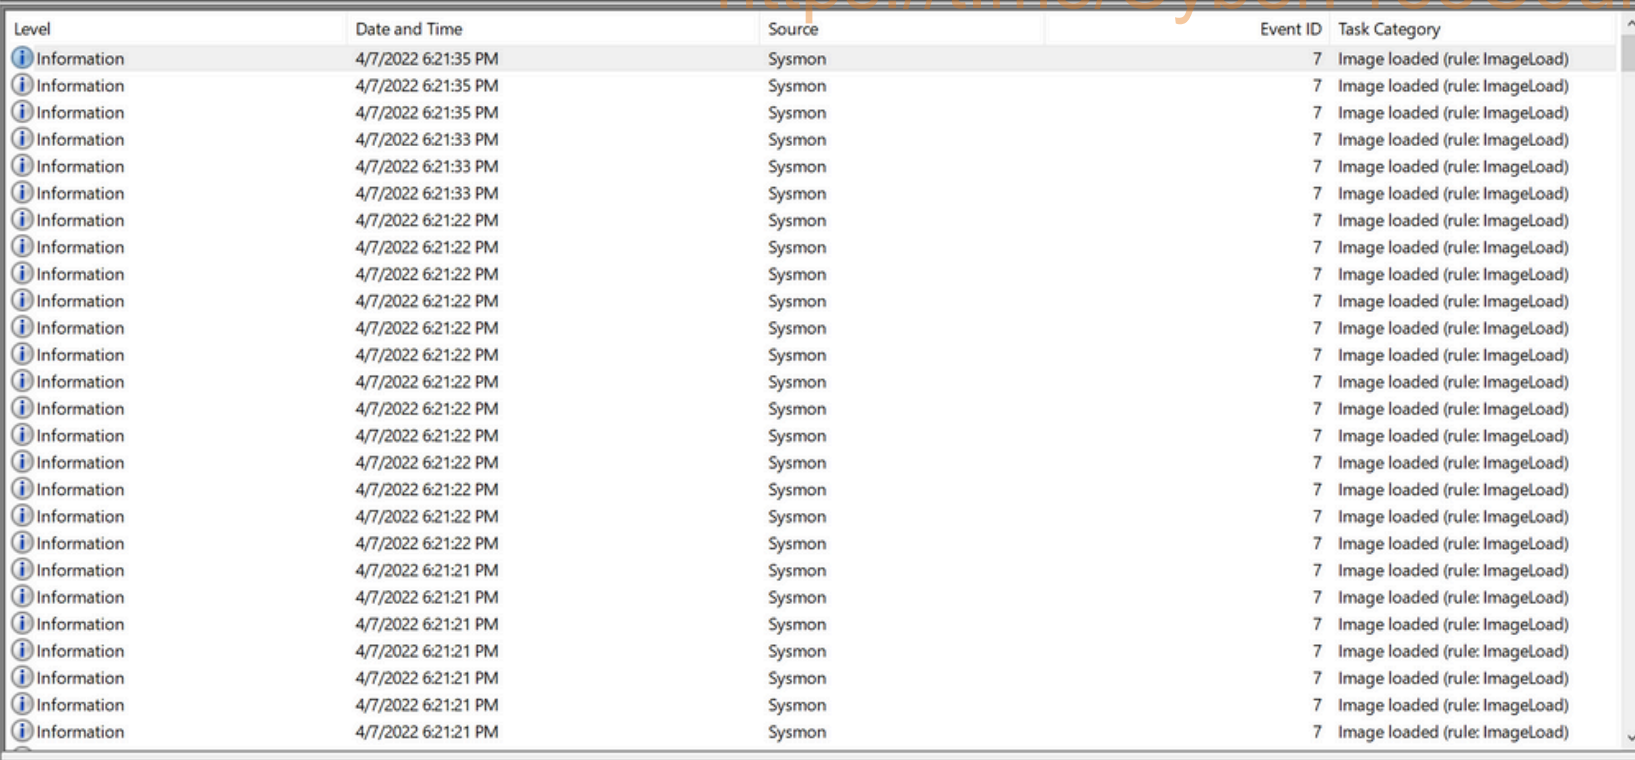 Level Date and Time Source Event ID Task Category
Information 4/7/2022 6:21:35 PM Sysmon 7 Image loaded (rule: ImageLoad)
Information 4/7/2022 6:21:35 PM Sysmon 7 Image loaded (rule: ImageLoad)
Information 4/7/2022 6:21:35 PM Sysmon 7 Image loaded (rule: ImageLoad)
Information 4/7/2022 6:21:33 PM Sysmon 7 Image loaded (rule: ImageLoad)
Information 4/7/2022 6:21:33 PM Sysmon 7 Image loaded (rule: ImageLoad)
Information 4/7/2022 6:21:33 PM Sysmon 7 Image loaded (rule: ImageLoad)
Information 4/7/2022 6:21:22 PM Sysmon 7 Image loaded (rule: ImageLoad)
Information 4/7/2022 6:21:22 PM Sysmon 7 Image loaded (rule: ImageLoad)
Information 4/7/2022 6:21:22 PM Sysmon 7 Image loaded (rule: ImageLoad)
Information 4/7/2022 6:21:22 PM Sysmon 7 Image loaded (rule: ImageLoad)
Information 4/7/2022 6:21:22 PM Sysmon 7 Image loaded (rule: ImageLoad)
Information 4/7/2022 6:21:22 PM Sysmon 7 Image loaded (rule: ImageLoad)
Information 4/7/2022 6:21:22 PM Sysmon 7 Image loaded (rule: ImageLoad)
Information 4/7/2022 6:21:22 PM Sysmon 7 Image loaded (rule: ImageLoad)
Information 4/7/2022 6:21:22 PM Sysmon 7 Image loaded (rule: ImageLoad)
Information 4/7/2022 6:21:22 PM Sysmon 7 Image loaded (rule: ImageLoad)
Information 4/7/2022 6:21:22 PM Sysmon 7 Image loaded (rule: ImageLoad)
Information 4/7/2022 6:21:22 PM Sysmon 7 Image loaded (rule: ImageLoad)
Information 4/7/2022 6:21:22 PM Sysmon 7 Image loaded (rule: ImageLoad)
Information 4/7/2022 6:21:21 PM Sysmon 7 Image loaded (rule: ImageLoad)
Information 4/7/2022 6:21:21 PM Sysmon 7 Image loaded (rule: ImageLoad)
Information 4/7/2022 6:21:21 PM Sysmon 7 Image loaded (rule: ImageLoad)
Information 4/7/2022 6:21:21 PM Sysmon 7 Image loaded (rule: ImageLoad)
Information 4/7/2022 6:21:21 PM Sysmon 7 Image loaded (rule: ImageLoad)
Information 4/7/2022 6:21:21 PM Sysmon 7 Image loaded (rule: ImageLoad)
Information 4/7/2022 6:21:21 PM Sysmon 7 Image loaded (rule: ImageLoad)